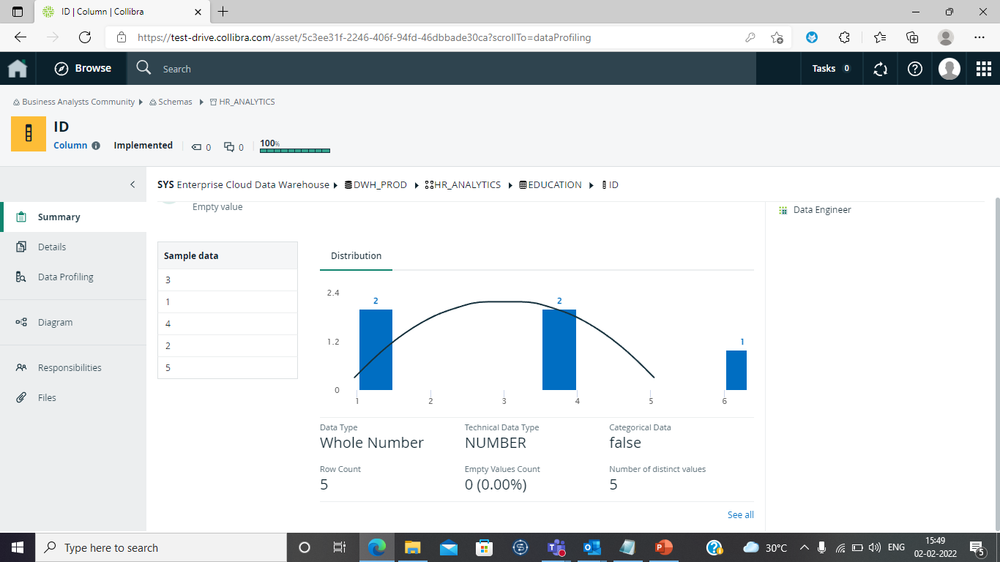 ID | Column | Collibra
https://test-drive.collibra.com/asset/5c3ee31f-2246-406f-94fd-46dbbade30ca?scrollTo=dataProfiling
Browse
Search
Tasks 0
Business Analysts Community
Schemas
HR_ANALYTICS
ID
Column
Implemented
0
0
100%
SYS Enterprise Cloud Data Warehouse
DWH_PROD
HR_ANALYTICS
EDUCATION
ID
Empty value
Data Engineer
Summary
Details
Data Profiling
Diagram
Responsibilities
Files
Sample data
3
1
4
2
5
Distribution
2.4
1.2
0
2
2
1
1 2 3 4 5 6
Data Type
Whole Number
Technical Data Type
NUMBER
Categorical Data
false
Row Count
5
Empty Values Count
0 (0.00%)
Number of distinct values
5
See all
Type here to search
30°C
ENG
15:49
02-02-2022
5